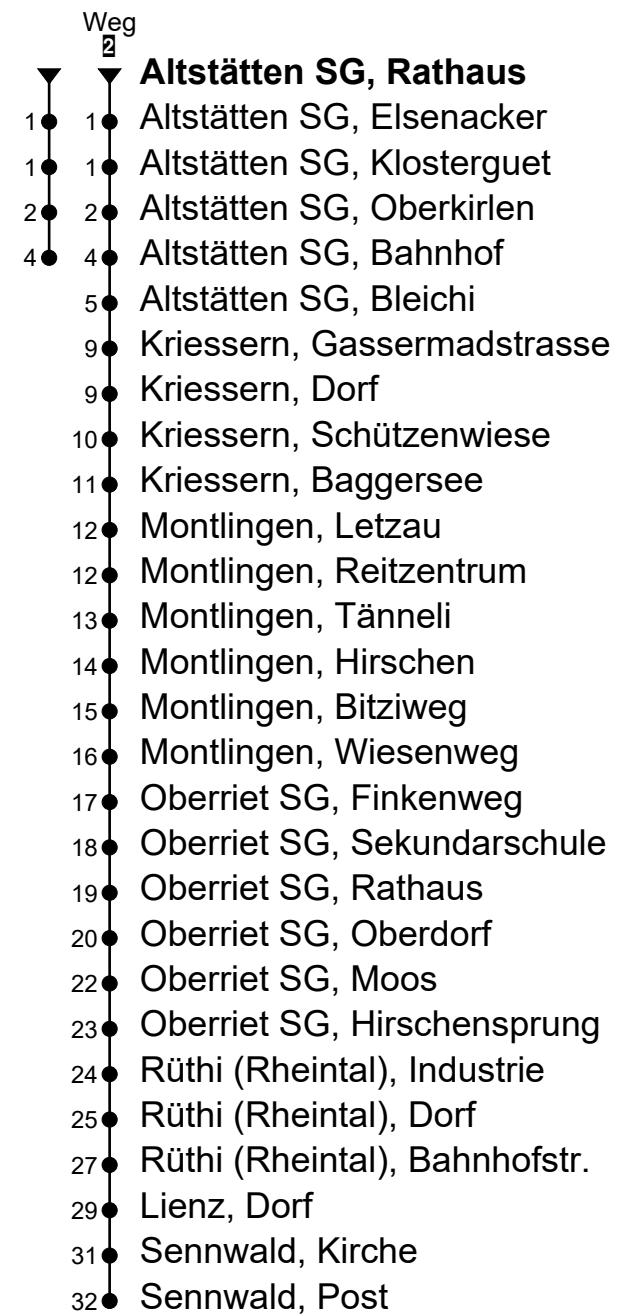 Weg
2
Altstätten SG, Rathaus
1 1 Altstätten SG, Elsenacker
1 1 Altstätten SG, Klosterguet
2 2 Altstätten SG, Oberkirlen
4 4 Altstätten SG, Bahnhof
5 Altstätten SG, Bleichi
9 Kriessern, Gassermadstrasse
9 Kriessern, Dorf
10 Kriessern, Schützenwiese
11 Kriessern, Baggersee
12 Montlingen, Letzau
12 Montlingen, Reitzentrum
13 Montlingen, Tänneli
14 Montlingen, Hirschen
15 Montlingen, Bitziweg
16 Montlingen, Wiesenweg
17 Oberriet SG, Finkenweg
18 Oberriet SG, Sekundarschule
19 Oberriet SG, Rathaus
20 Oberriet SG, Oberdorf
22 Oberriet SG, Moos
23 Oberriet SG, Hirschensprung
24 Rüthi (Rheintal), Industrie
25 Rüthi (Rheintal), Dorf
27 Rüthi (Rheintal), Bahnhofstr.
29 Lienz, Dorf
31 Sennwald, Kirche
32 Sennwald, Post